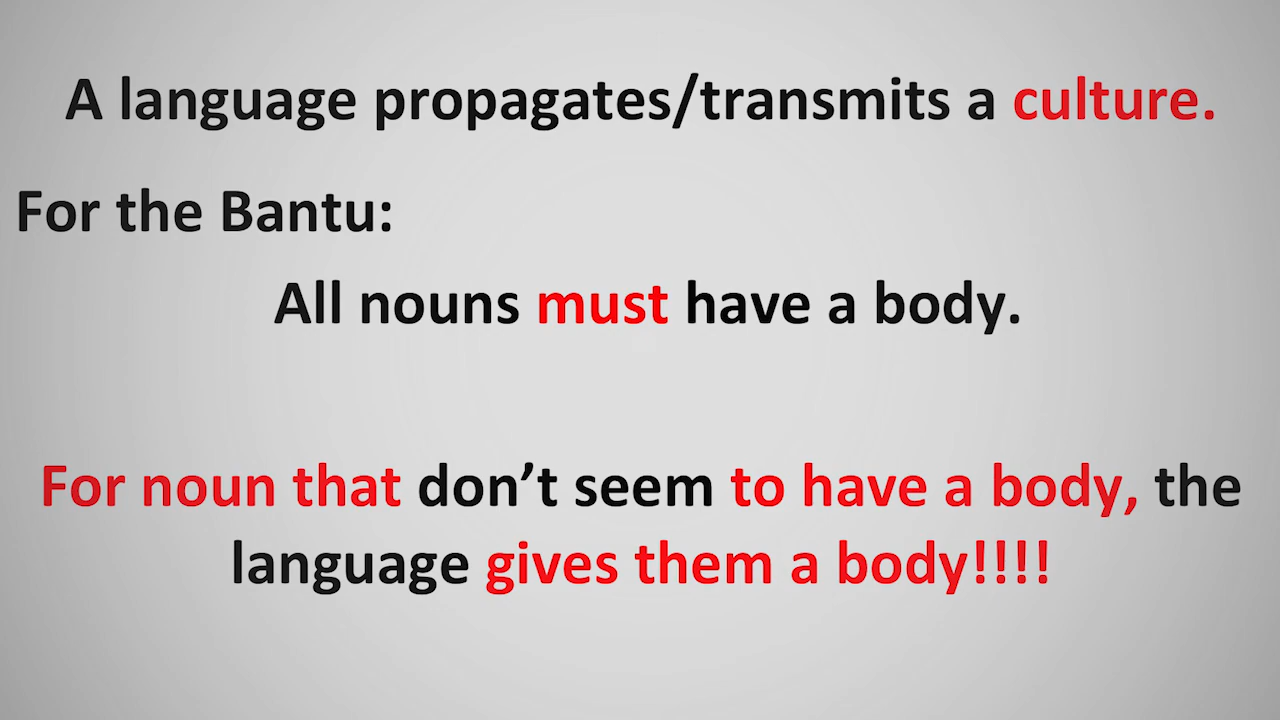 A language propagates/transmits a culture.
For the Bantu:
All nouns must have a body.
For noun that don’t seem to have a body, the
language gives them a body!!!!